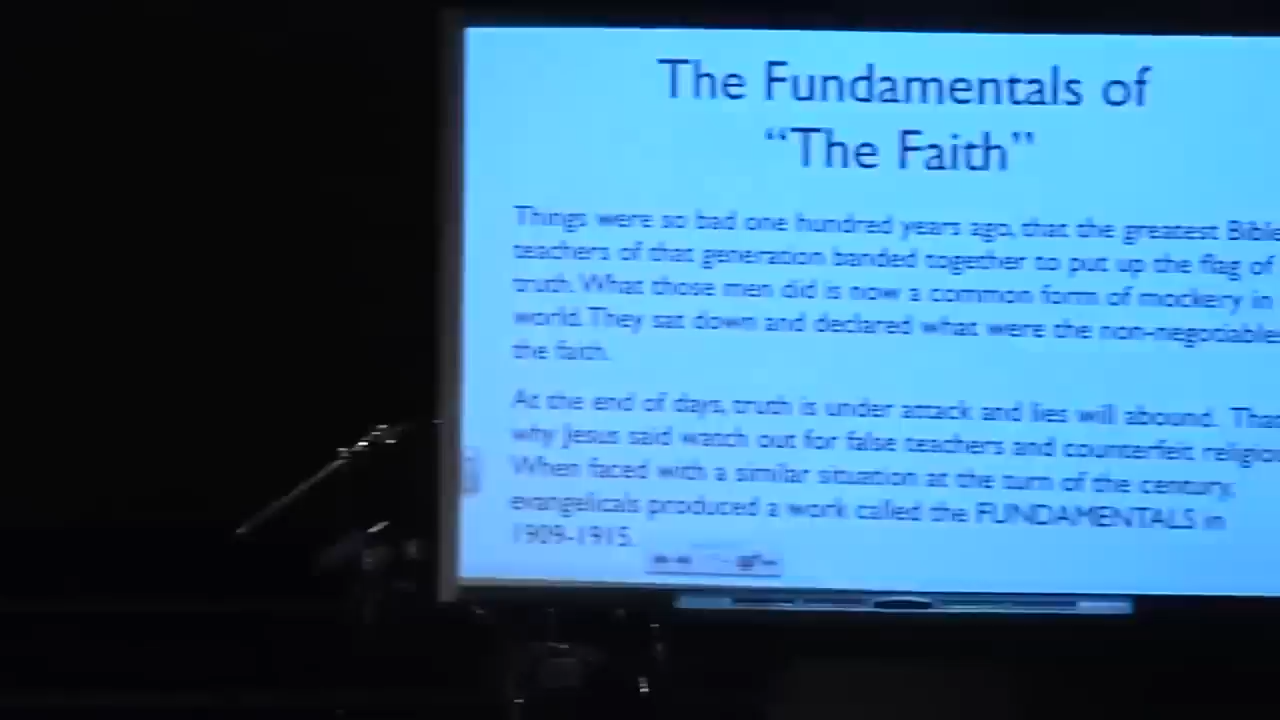 The Fundamentals of
“The Faith”
Things were so bad one hundred years ago, that the greatest Bible
teachers of that generation banded together to put up the flag of
truth. What those men did is now a common form of mockery in
world. They sat down and declared what were the non-negotiables
the faith.
At the end of days, truth is under attack and lies will abound.
why Jesus said watch out for false teachers and counterfeit
When faced with a similar situation at the turn of the century,
evangelicals produced a work called the FUNDAMENTALS in
1909-1915.